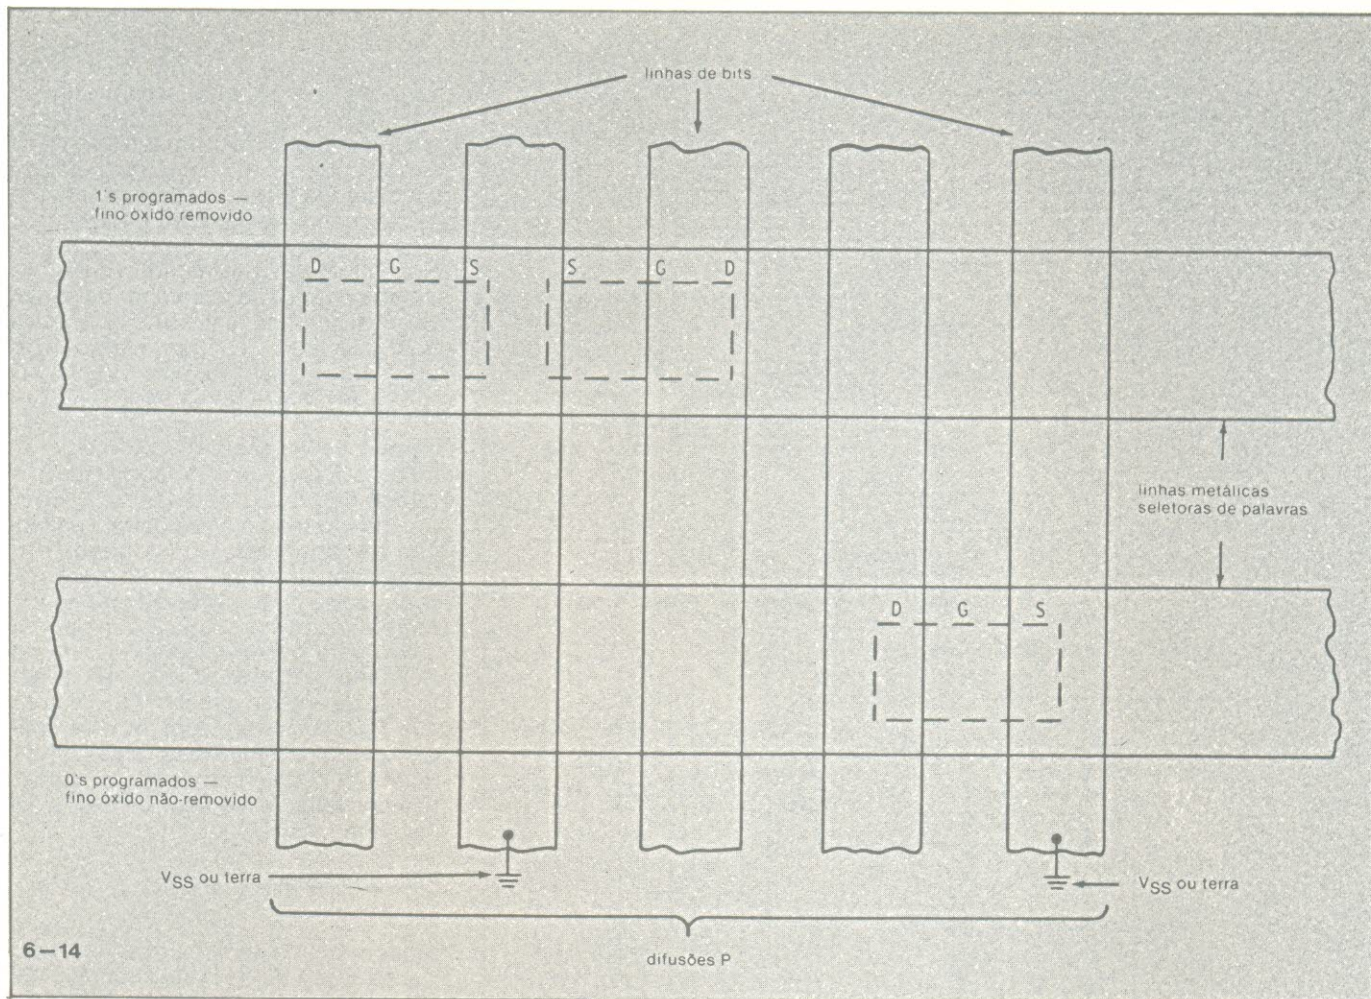 linhas de bits
1's programados —
fino óxido removido
D G S S G D
linhas metálicas
seletoras de palavras
D G S
0's programados —
fino óxido não-removido
VSS ou terra
VSS ou terra
6—14
difusões P